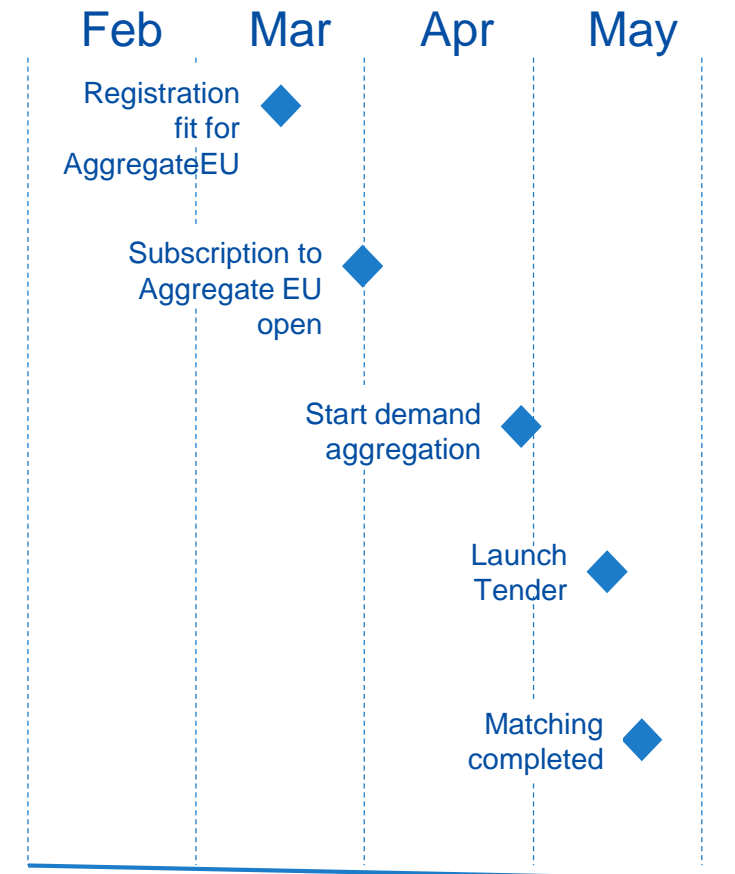 Feb Mar Apr May
Registration
fit for
AggregateEU
Subscription to
Aggregate EU
open
Start demand
aggregation
Launch
Tender
Matching
completed